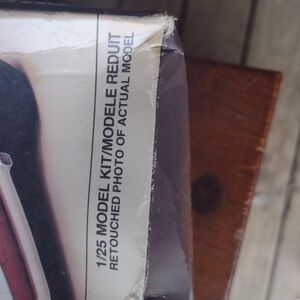 1/25 MODEL KIT/MODELE REDUIT
RETOUCHED PHOTO OF ACTUAL MODEL